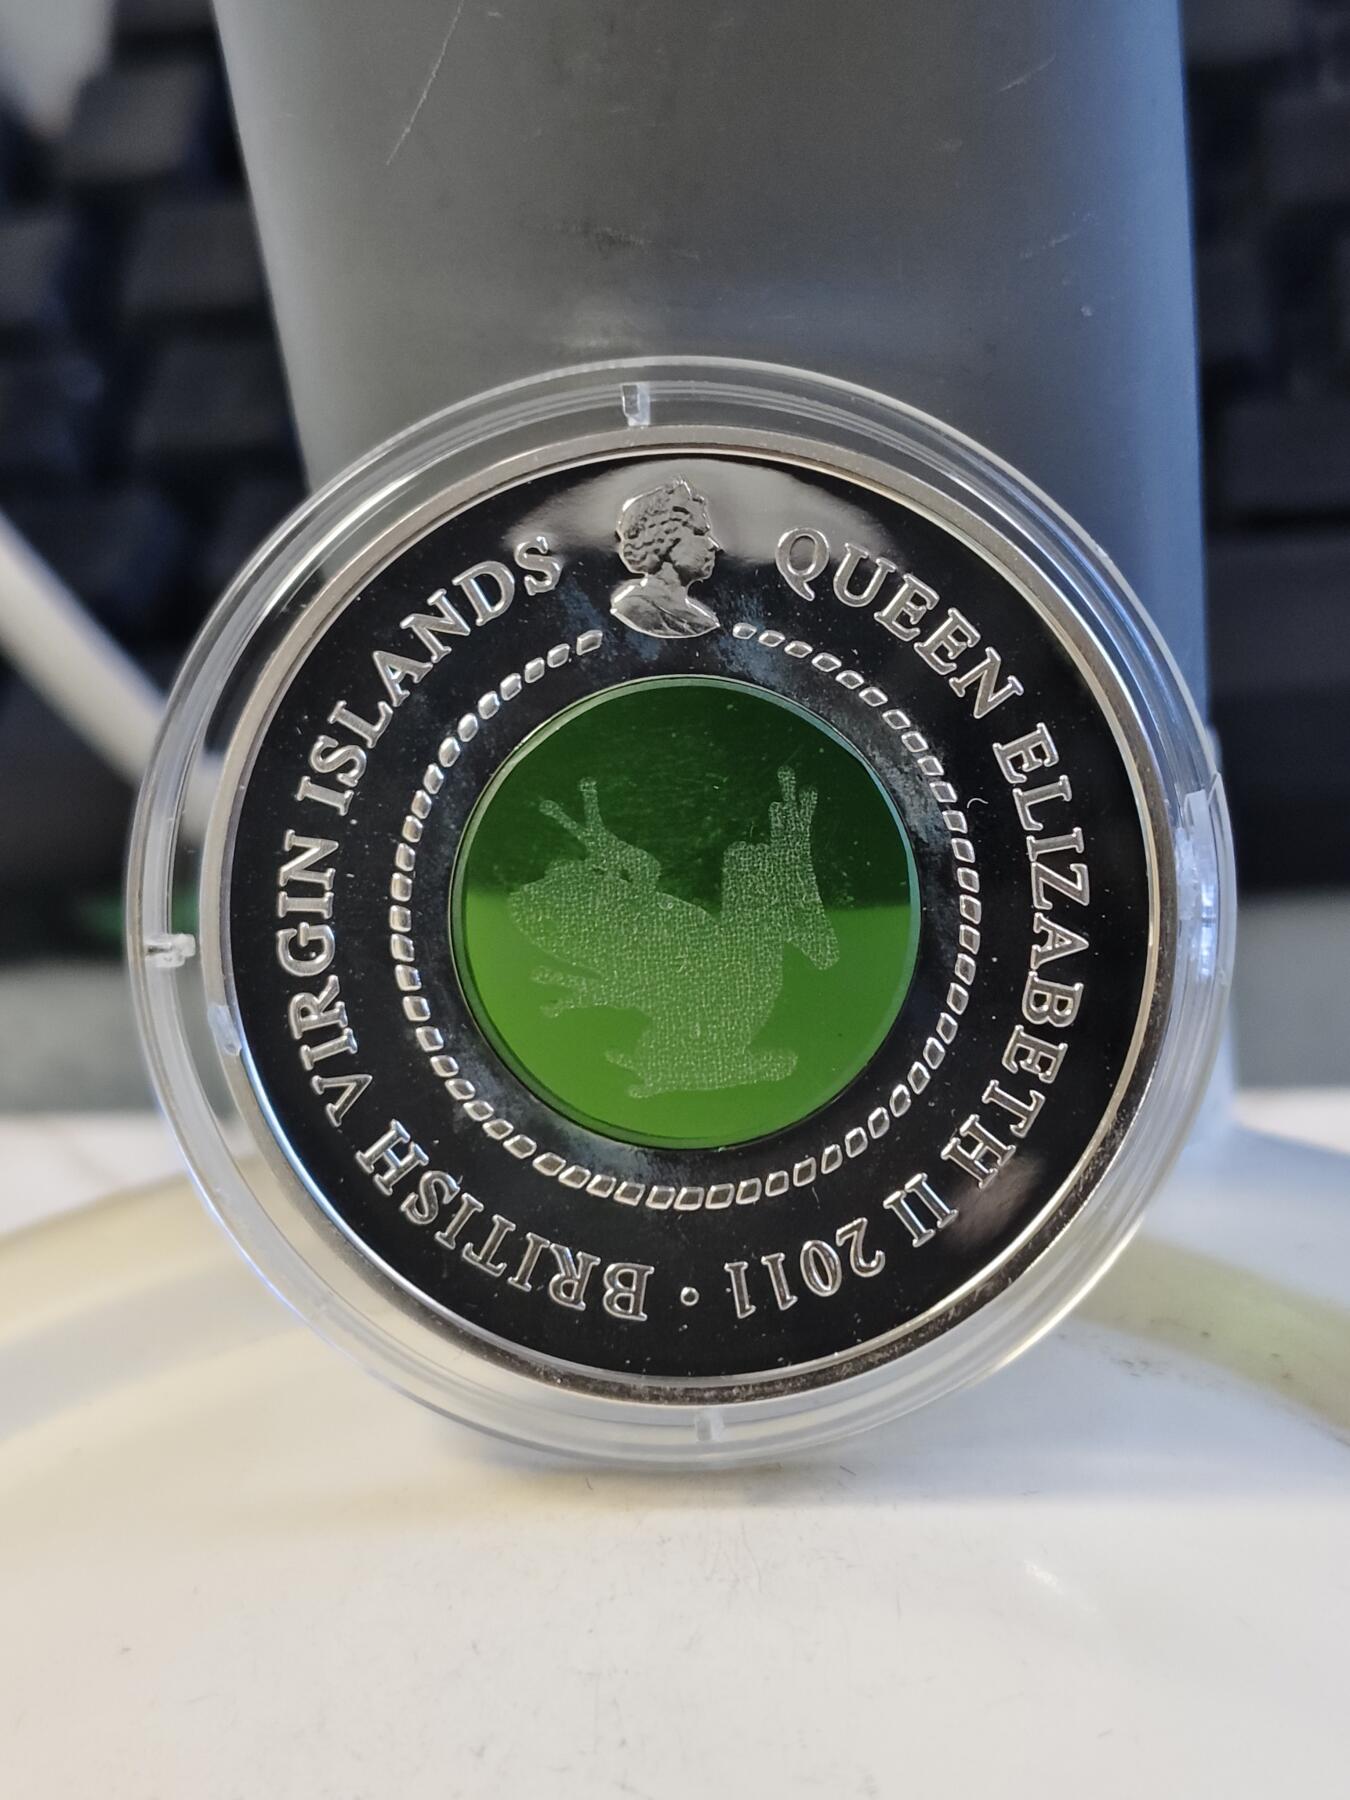 BRITISH VIRGIN ISLANDS QUEEN ELIZABETH II 2011 •